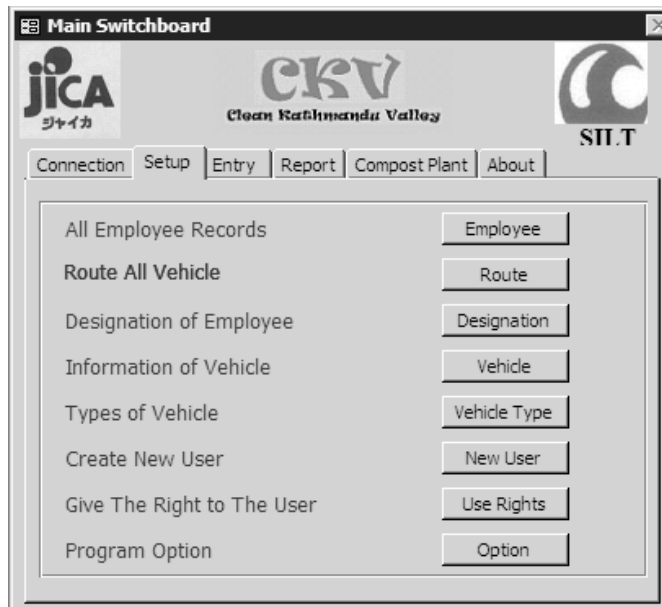 Main Switchboard
JICA
ジャイカ
CKV
Clean Kathmandu Valley
SILT
Connection Setup Entry Report Compost Plant About
All Employee Records Employee
Route All Vehicle Route
Designation of Employee Designation
Information of Vehicle Vehicle
Types of Vehicle Vehicle Type
Create New User New User
Give The Right to The User Use Rights
Program Option Option